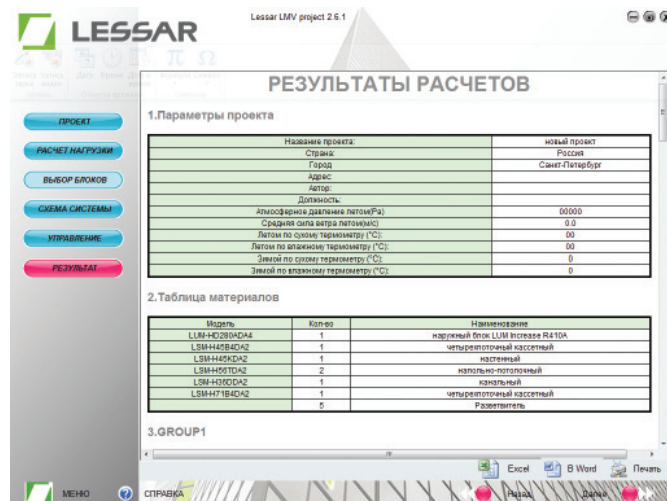 LESSAR
Lessar LMV project 2.6.1
РЕЗУЛЬТАТЫ РАСЧЕТОВ
ПРОЕКТ
РАСЧЕТ НАГРУЗКИ
ВЫБОР БЛОКОВ
СХЕМА СИСТЕМЫ
УПРАВЛЕНИЕ
РЕЗУЛЬТАТ
1.Параметры проекта
Название проекта: новый проект
Страна: Россия
Город Санкт-Петербург
Адрес:
Автор:
Должность:
Атмосферное давление летом(Pa) 00000
Средняя сила ветра летом(м/с) 0.0
Летом по сухому термометру (°C): 00
Летом по влажному термометру (°C): 00
Зимой по сухому термометру (°C): 0
Зимой по влажному термометру (°C): 0
2.Таблица материалов
Модель Кол-во Наименование
LUM-HD280ADA4 1 наружный блок LUM Increase R410A
LSM-H45B4DA2 1 четырехпоточный кассетный
LSM-H45KDA2 1 настенный
LSM-H56TDA2 2 напольно-потолочный
LSM-H36DDA2 1 канальный
LSM-H71B4DA2 1 четырехпоточный кассетный
5 Разветвитель
3.GROUP1
Excel В Word Печать
МЕНЮ СПРАВКА Назад Далее